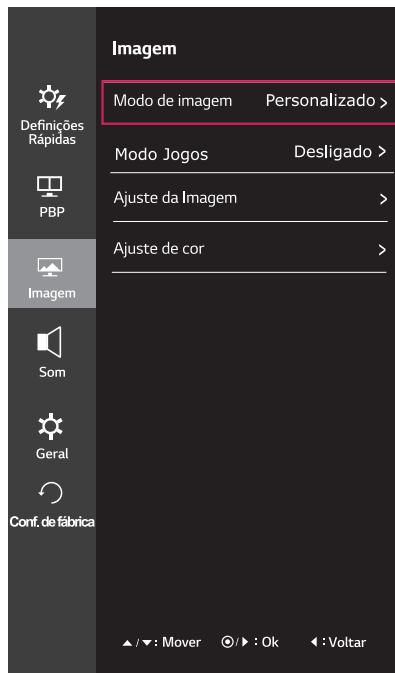 Imagem
Definições
Rápidas
PBP
Imagem
Som
Geral
Conf. de fábrica
Modo de imagem Personalizado >
Modo Jogos Desligado >
Ajuste da Imagem >
Ajuste de cor >
▲/▼: Mover ◉/▶ : Ok ◀ : Voltar